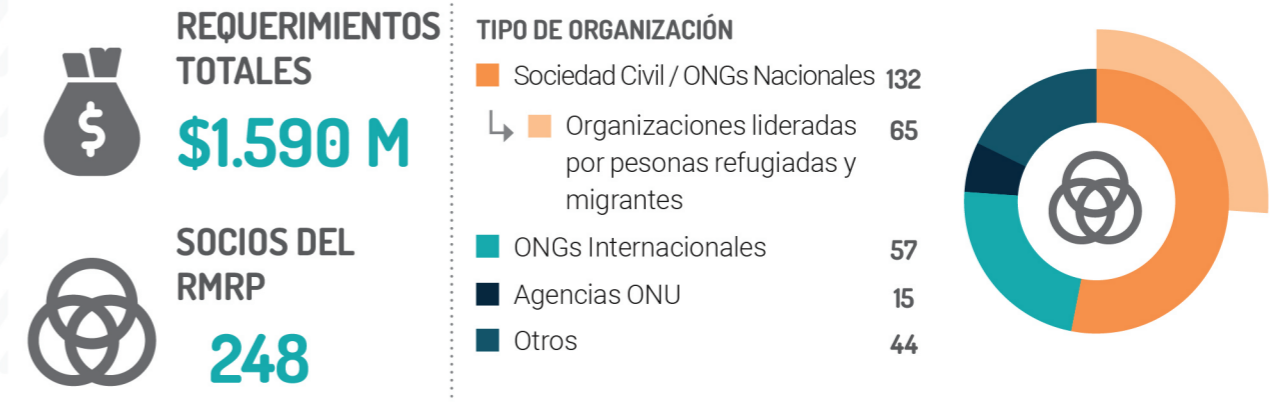 REQUERIMIENTOS
TOTALES
$1.590 M
SOCIOS DEL
RMRP
248
TIPO DE ORGANIZACIÓN
Sociedad Civil / ONGs Nacionales 132
Organizaciones lideradas 65
por pesonas refugiadas y
migrantes
ONGs Internacionales 57
Agencias ONU 15
Otros 44